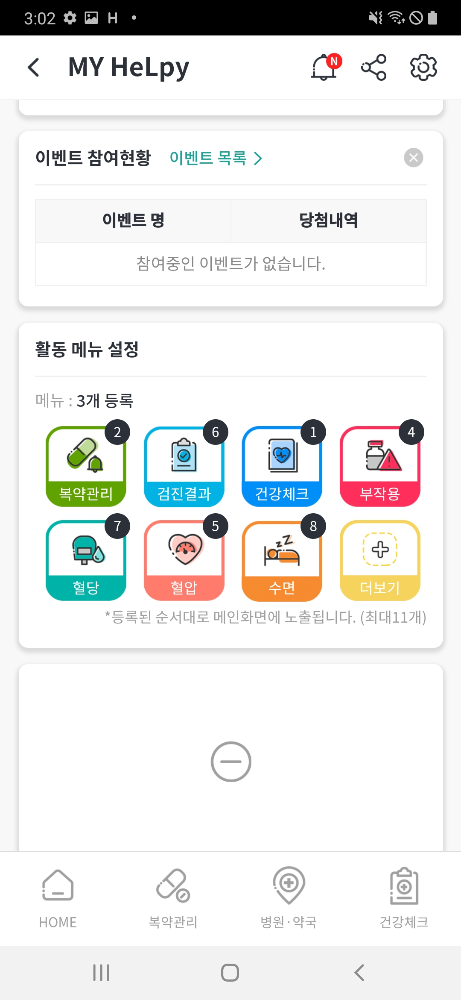 3:02
MY HeLpy
N
이벤트 참여현황 이벤트 목록
이벤트 명 당첨내역
참여중인 이벤트가 없습니다.
활동 메뉴 설정
메뉴 : 3개 등록
2 6 1 4
복약관리 검진결과 건강체크 부작용
7 5 8
혈당 혈압 수면 더보기
*등록된 순서대로 메인화면에 노출됩니다. (최대11개)
HOME 복약관리 병원·약국 건강체크